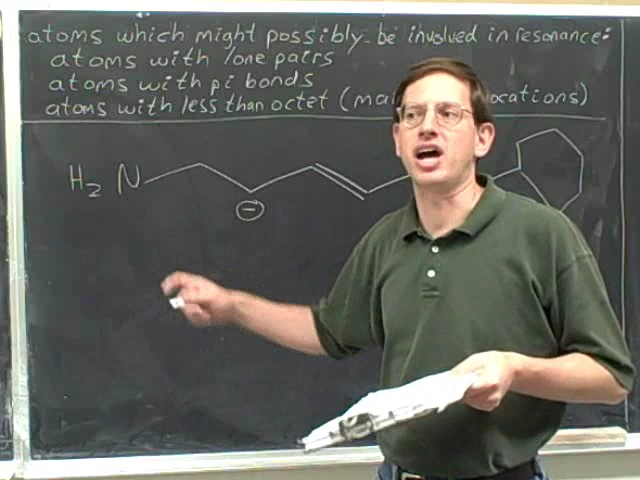 atoms which might possibly be involved in resonance:
atoms with lone pairs
atoms with pi bonds
atoms with less than octet (mai ocations)
H2 N
−